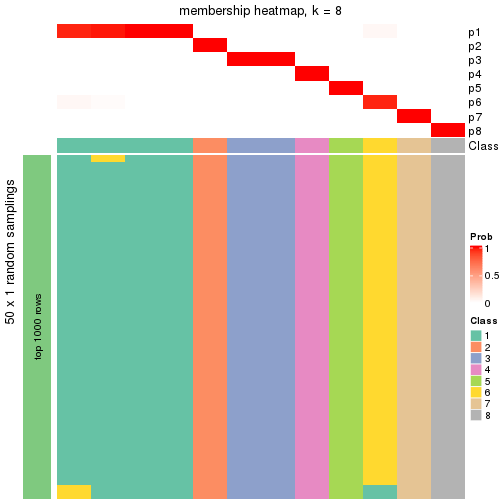 membership heatmap, k = 8
p1
p2
p3
p4
p5
p6
p7
p8
Class
50 x 1 random samplings
top 1000 rows
Prob
1
0.5
0
Class
1
2
3
4
5
6
7
8